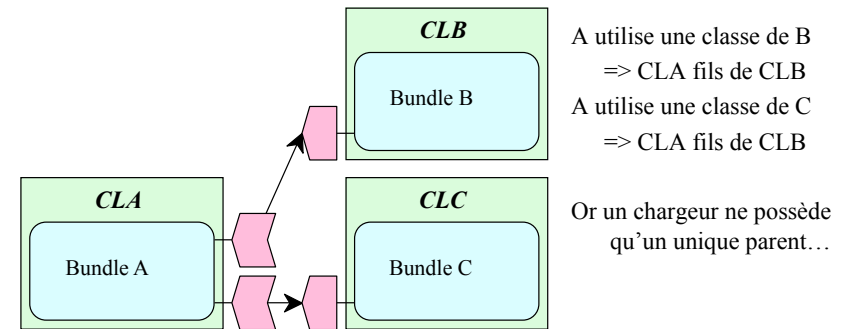 CLB
Bundle B
A utilise une classe de B
=> CLA fils de CLB
A utilise une classe de C
=> CLA fils de CLB
CLA
Bundle A
CLC
Bundle C
Or un chargeur ne possède
qu’un unique parent…